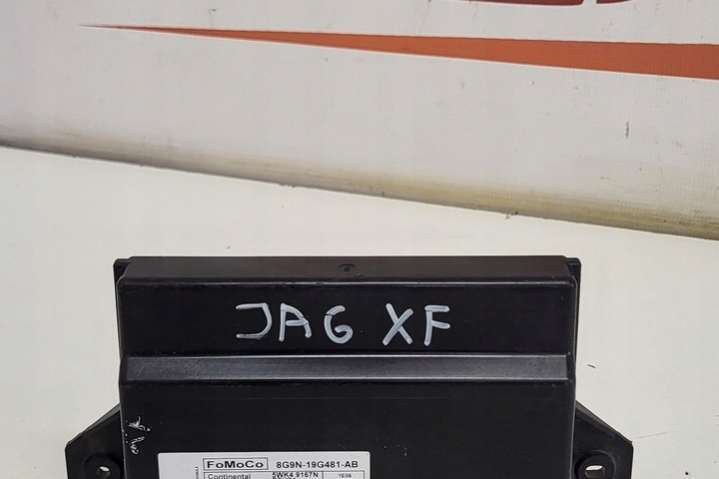 JAG XF
FoMoCo 8G9N-19G481-AB
Continental 5WK4 9167N